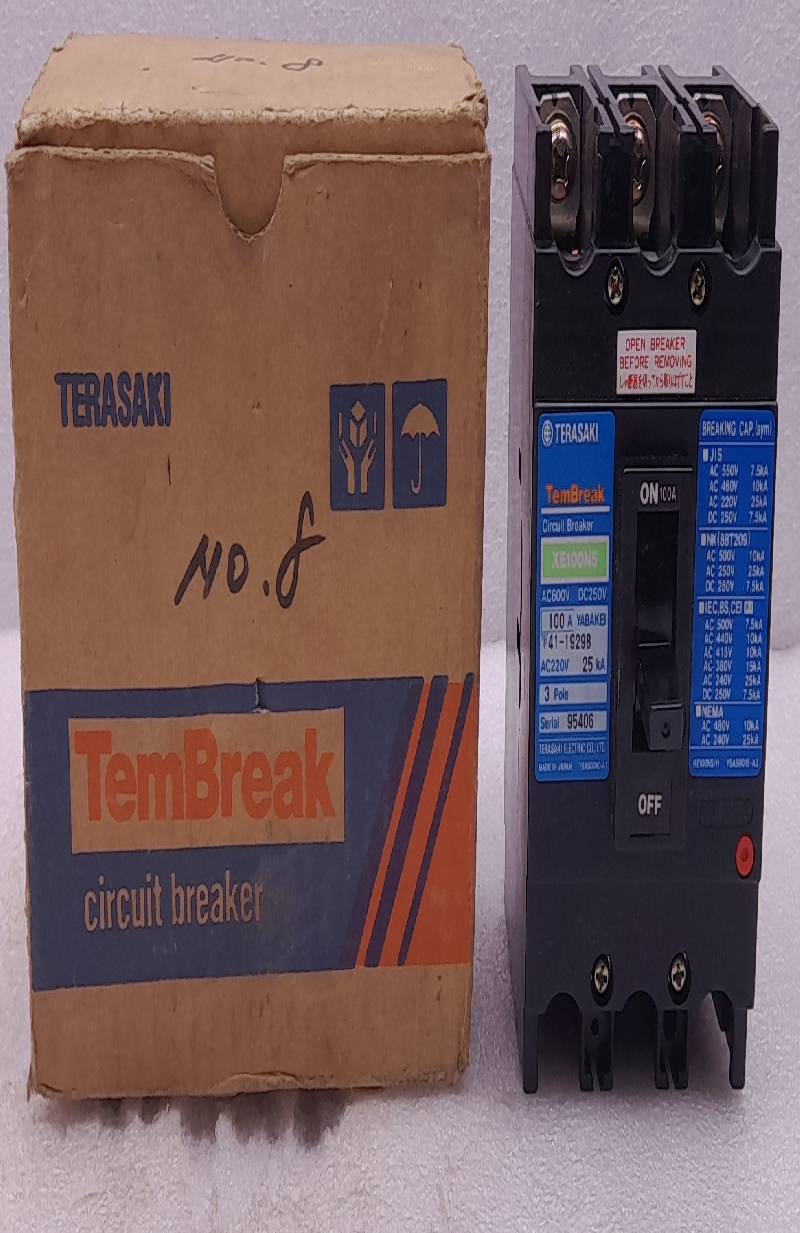 No. 8
TERASAKI
NO. 8
TemBreak
circuit breaker
OPEN BREAKER
BEFORE REMOVING
TERASAKI
TemBreak
Circuit Breaker
XE100NS
AC600V DC250V
100 A YABAKEI
▼41-19298
AC220V 25 kA
3 Pole
Serial 95406
TERASAKI ELECTRIC CO., LTD.
MADE IN JAPAN
ON 100A
OFF
BREAKING CAP. (sym)
■JIS
AC 550V 7.5kA
AC 460V 10kA
AC 220V 25kA
DC 250V 7.5kA
■NK(88T209)
AC 500V 10kA
AC 250V 25kA
DC 250V 7.5kA
■IEC,BS,CEI
AC 500V 7.5kA
AC 440V 10kA
AC 415V 10kA
AC 380V 15kA
AC 240V 25kA
DC 250V 7.5kA
■NEMA
AC 480V 10kA
AC 240V 25kA